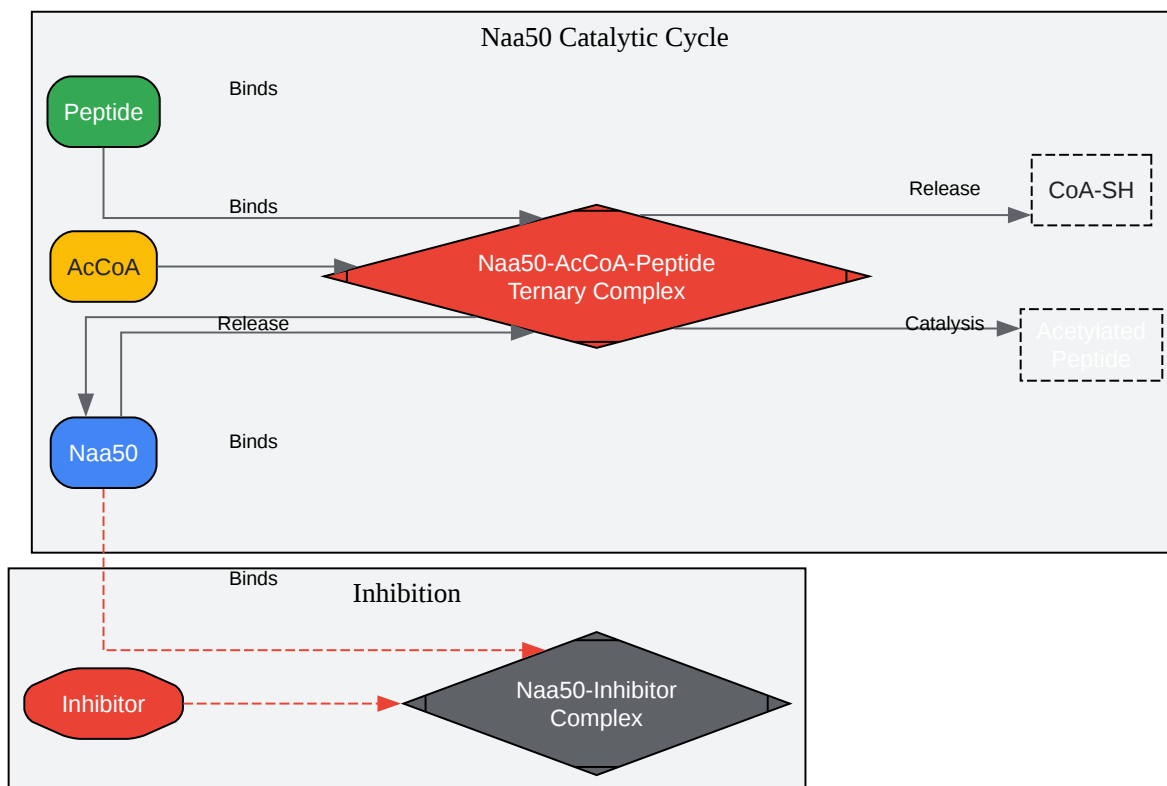 Naa50 Catalytic Cycle
Peptide
Binds
Binds
Release
CoA-SH
AcCoA
Naa50-AcCoA-Peptide
Ternary Complex
Release
Catalysis
Acetylated
Peptide
Naa50
Binds
Binds
Inhibition
Inhibitor
Naa50-Inhibitor
Complex